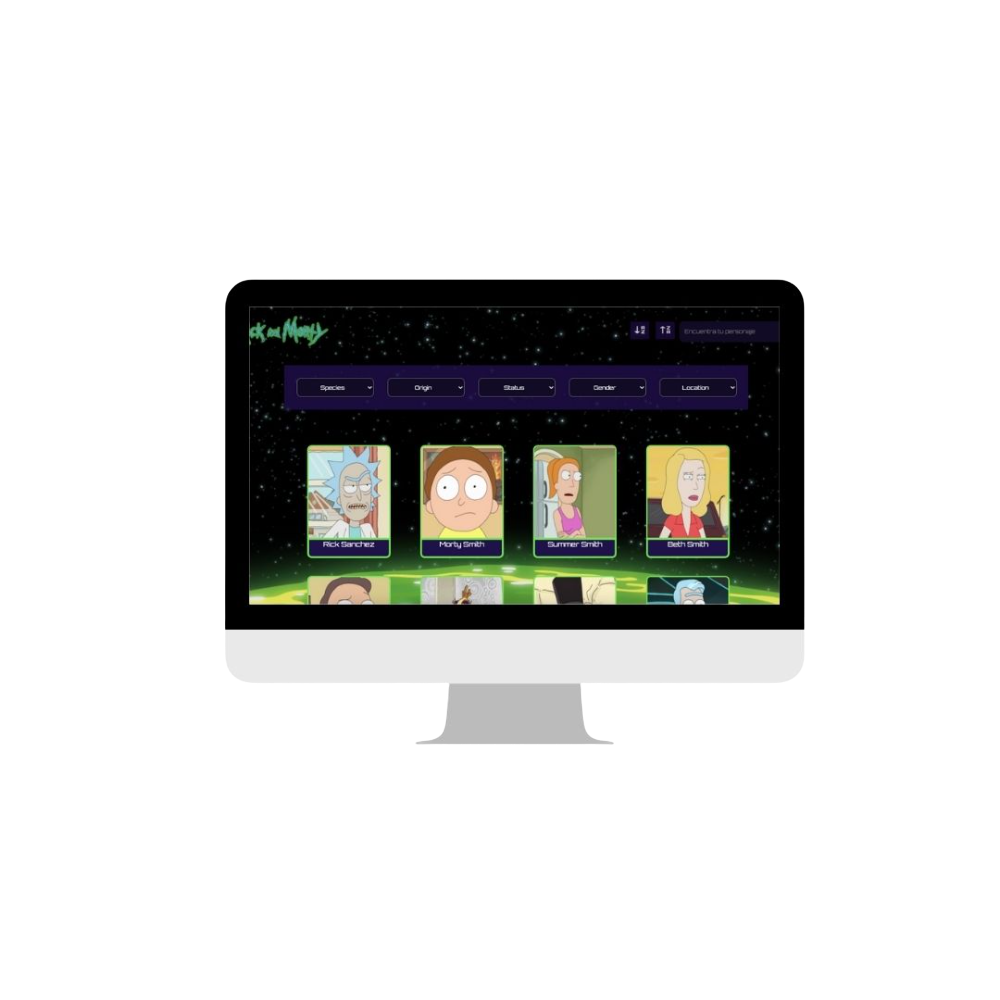 ck and Morty
Encuentra tu personaje
Species Origin Status Gender Location
Rick Sanchez Morty Smith Summer Smith Beth Smith